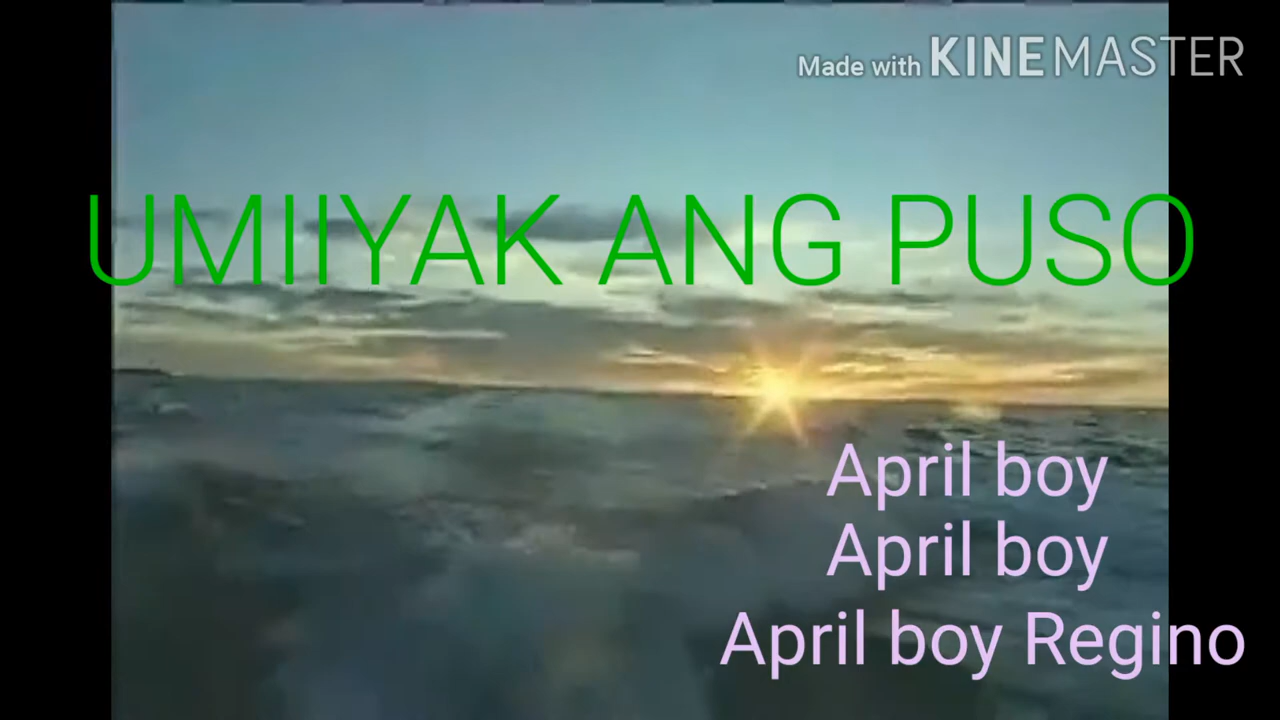 Made with KINEMASTER
UMIIYAK ANG PUSO
April boy
April boy
April boy Regino